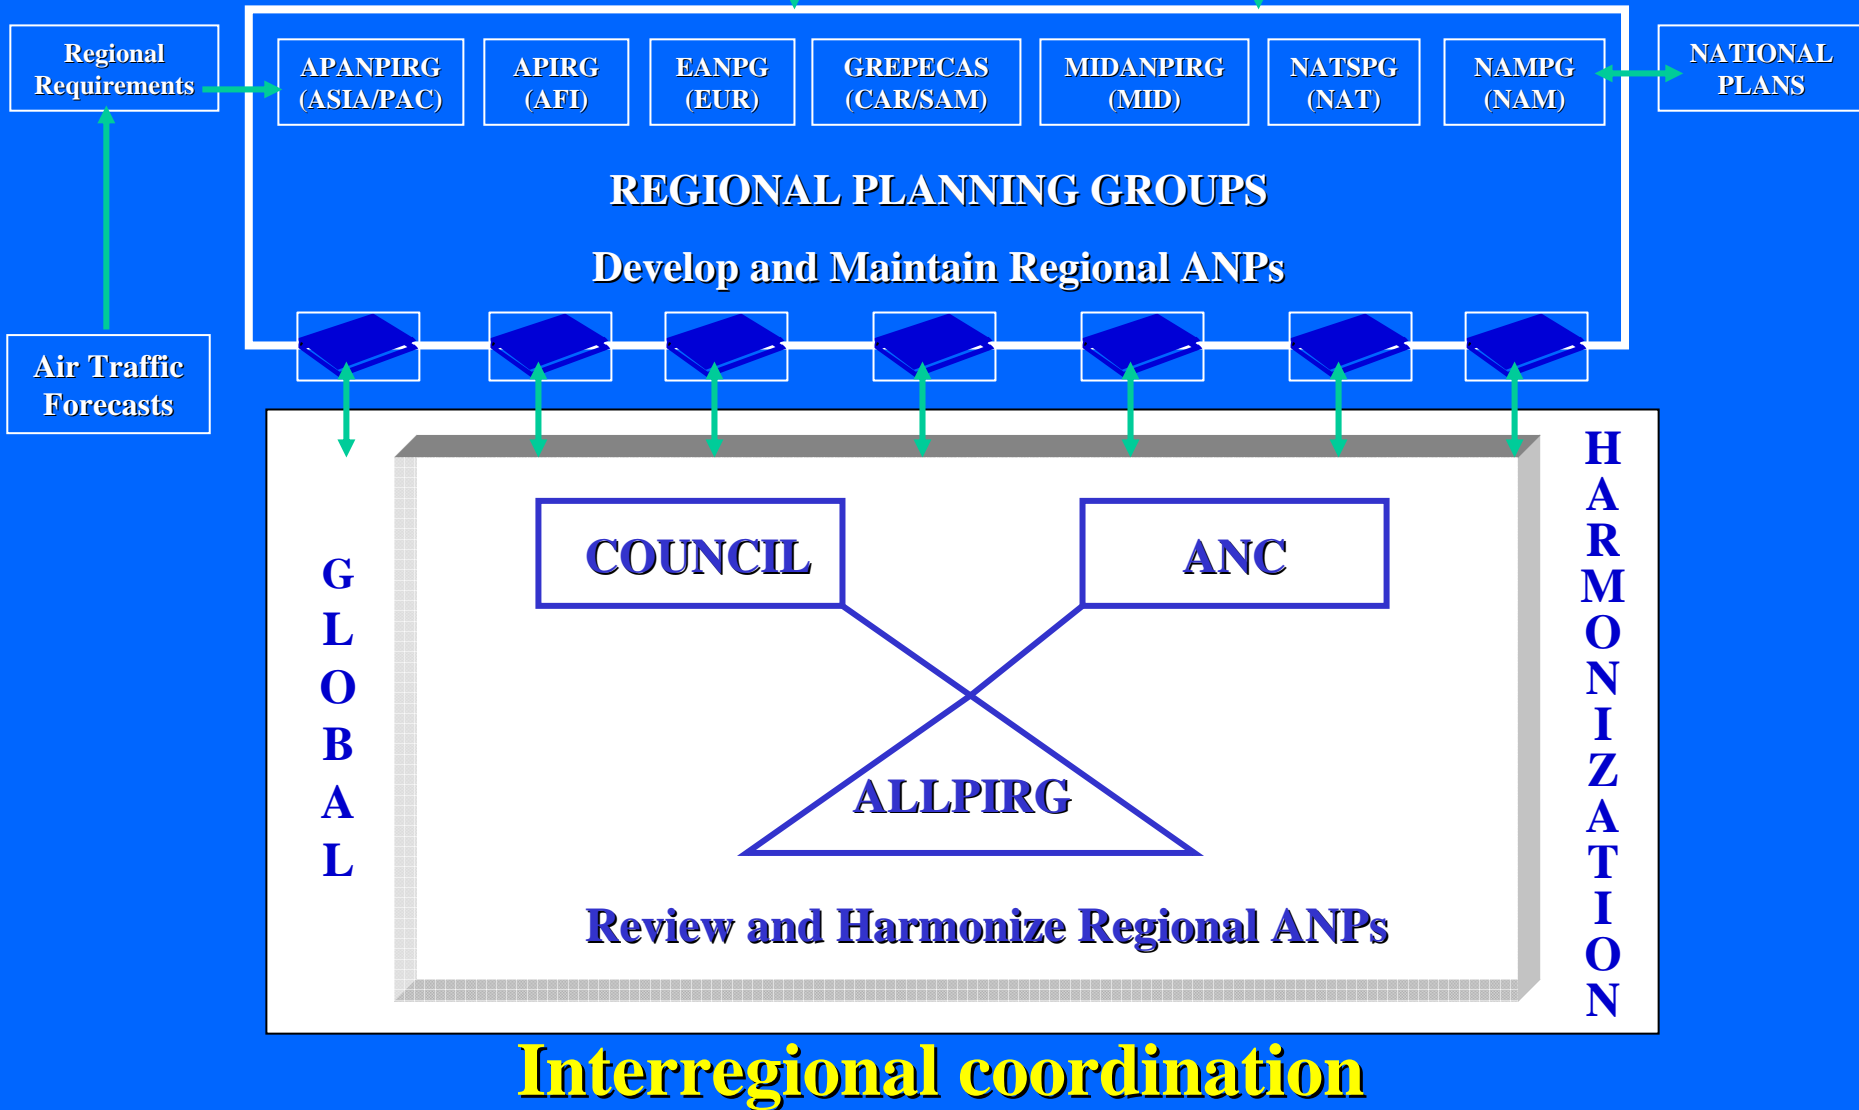 Regional
Requirements
APANPIRG
(ASIA/PAC)
APIRG
(AFI)
EANPG
(EUR)
GREPECAS
(CAR/SAM)
MIDANPIRG
(MID)
NATSPG
(NAT)
NAMPG
(NAM)
NATIONAL
PLANS
REGIONAL PLANNING GROUPS
Develop and Maintain Regional ANPs
Air Traffic
Forecasts
GLOBAL
COUNCIL
ANC
ALLPIRG
Review and Harmonize Regional ANPs
HARMONIZATION
Interregional coordination